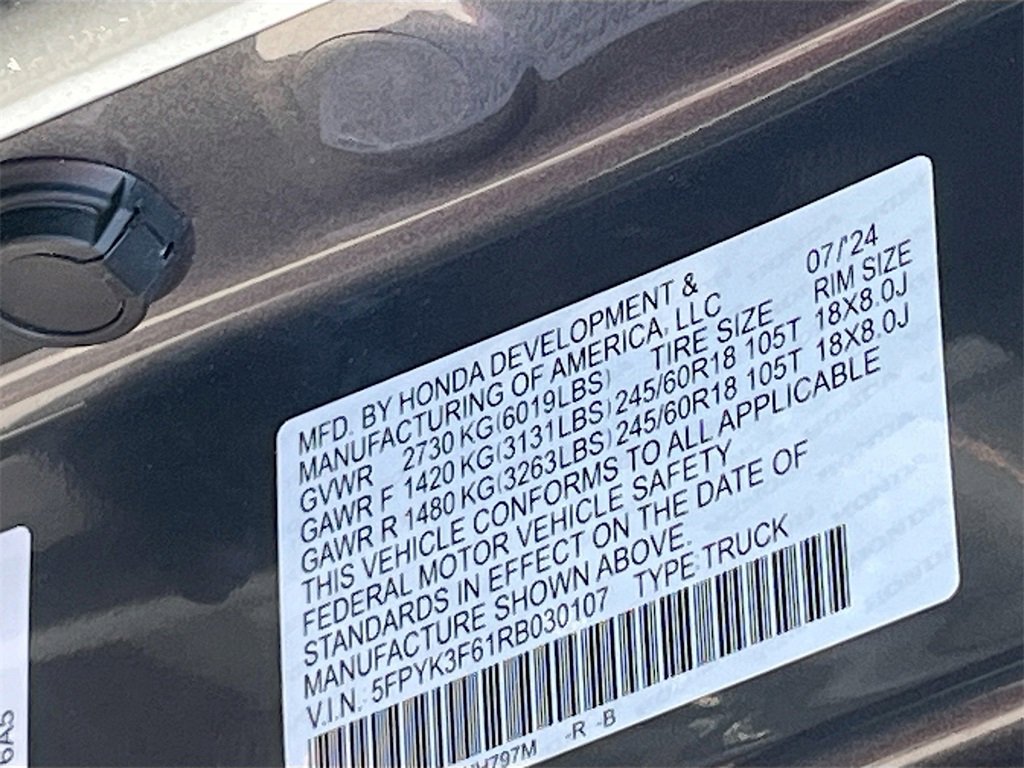 MFD. BY HONDA DEVELOPMENT & 07/'24
MANUFACTURING OF AMERICA, LLC RIM SIZE
GVWR 2730 KG(6019LBS) TIRE SIZE
GAWR F 1420 KG(3131LBS) 245/60R18 105T 18X8.0J
GAWR R 1480 KG(3263LBS) 245/60R18 105T 18X8.0J
THIS VEHICLE CONFORMS TO ALL APPLICABLE
FEDERAL MOTOR VEHICLE SAFETY
STANDARDS IN EFFECT ON THE DATE OF
MANUFACTURE SHOWN ABOVE.
V.I.N.: 5FPYK3F61RB030107 TYPE:TRUCK
-R -B